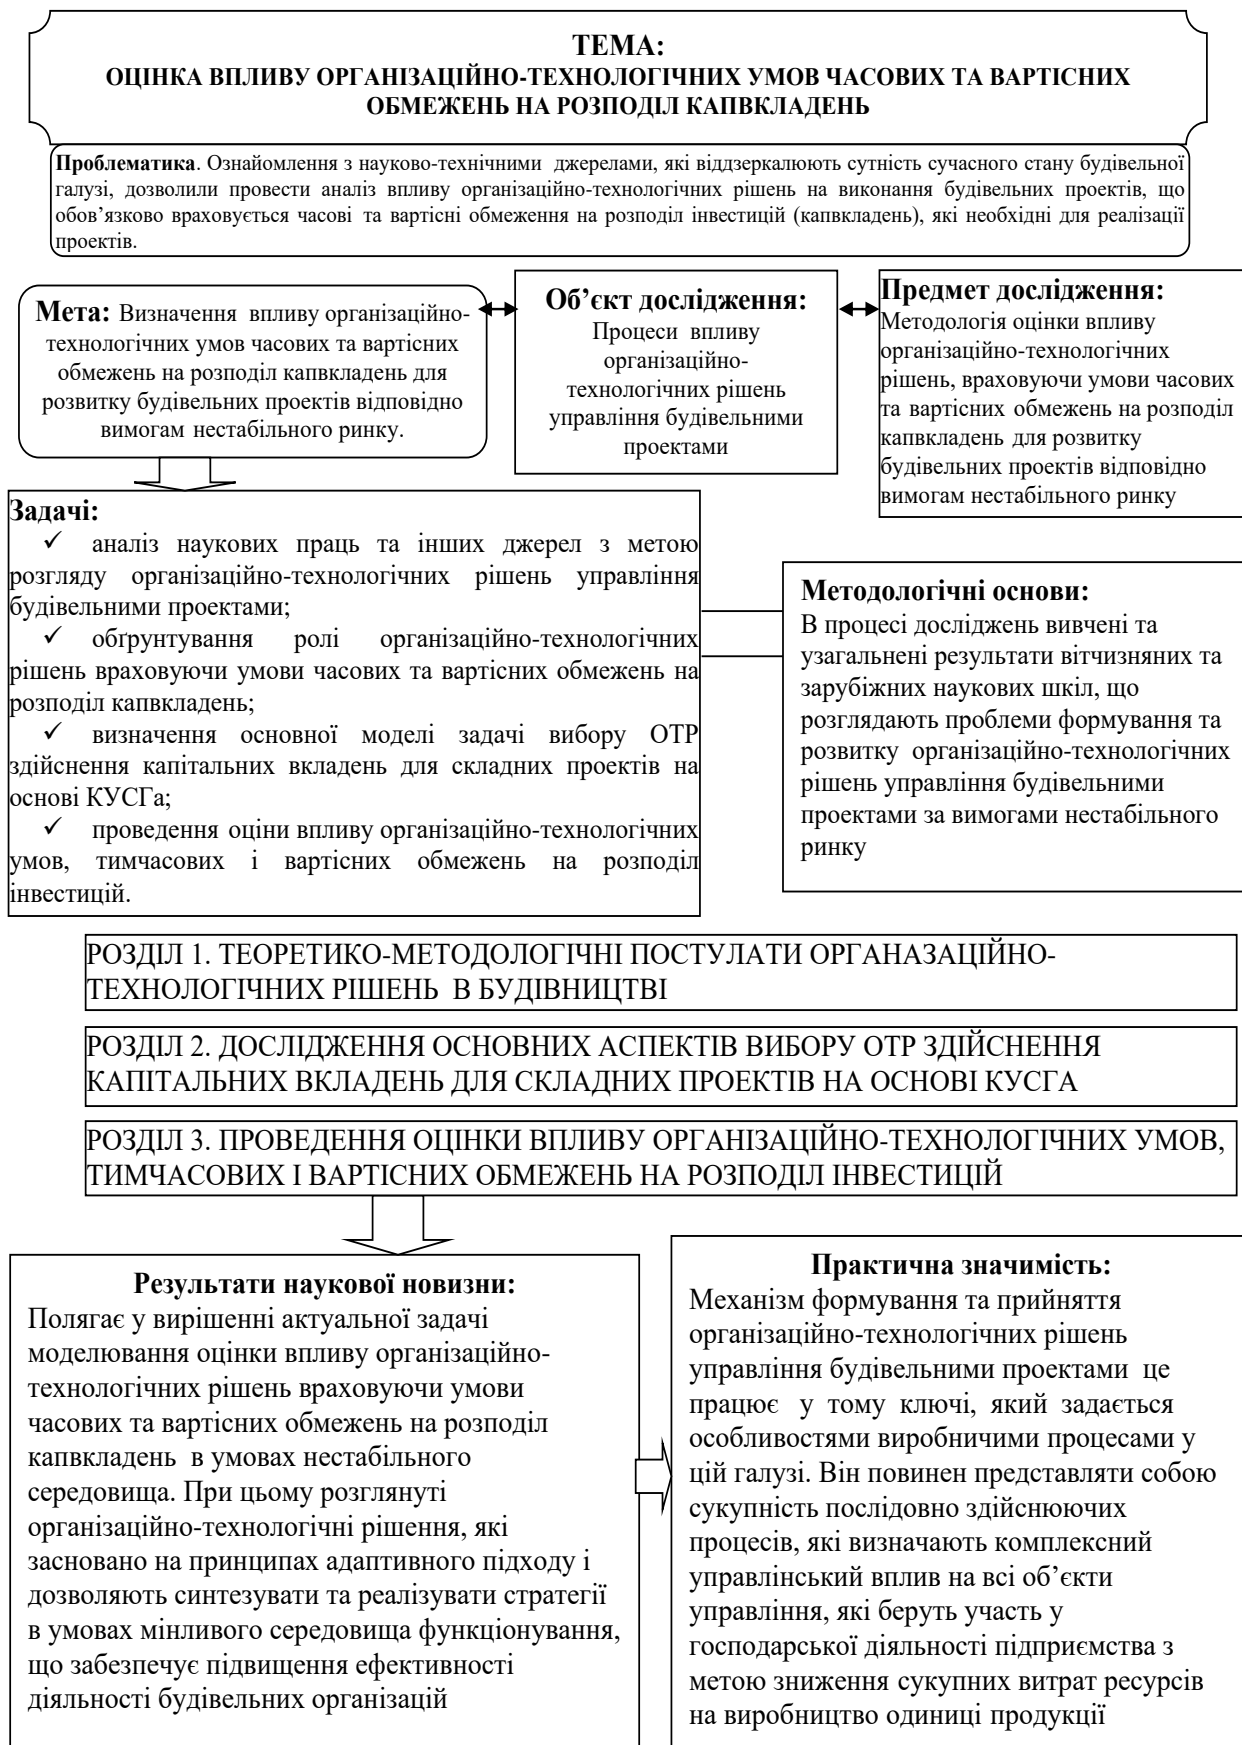 ТЕМА:
ОЦІНКА ВПЛИВУ ОРГАНІЗАЦІЙНО-ТЕХНОЛОГІЧНИХ УМОВ ЧАСОВИХ ТА ВАРТІСНИХ
ОБМЕЖЕНЬ НА РОЗПОДІЛ КАПВКЛАДЕНЬ
Проблематика. Ознайомлення з науково-технічними джерелами, які віддзеркалюють сутність сучасного стану будівельної
галузі, дозволили провести аналіз впливу організаційно-технологічних рішень на виконання будівельних проектів, що
обов’язково враховується часові та вартісні обмеження на розподіл інвестицій (капвкладень), які необхідні для реалізації
проектів.
Мета: Визначення впливу організаційно-
технологічних умов часових та вартісних
обмежень на розподіл капвкладень для
розвитку будівельних проектів відповідно
вимогам нестабільного ринку.
Об’єкт дослідження:
Процеси впливу
організаційно-
технологічних рішень
управління будівельними
проектами
Предмет дослідження:
Методологія оцінки впливу
організаційно-технологічних
рішень, враховуючи умови часових
та вартісних обмежень на розподіл
капвкладень для розвитку
будівельних проектів відповідно
вимогам нестабільного ринку
Задачі:
✓ аналіз наукових праць та інших джерел з метою
розгляду організаційно-технологічних рішень управління
будівельними проектами;
✓ обґрунтування ролі організаційно-технологічних
рішень враховуючи умови часових та вартісних обмежень на
розподіл капвкладень;
✓ визначення основної моделі задачі вибору ОТР
здійснення капітальних вкладень для складних проектів на
основі КУСГа;
✓ проведення оціни впливу організаційно-технологічних
умов, тимчасових і вартісних обмежень на розподіл
інвестицій.
Методологічні основи:
В процесі досліджень вивчені та
узагальнені результати вітчизняних та
зарубіжних наукових шкіл, що
розглядають проблеми формування та
розвитку організаційно-технологічних
рішень управління будівельними
проектами за вимогами нестабільного
ринку
РОЗДІЛ 1. ТЕОРЕТИКО-МЕТОДОЛОГІЧНІ ПОСТУЛАТИ ОРГАНАЗАЦІЙНО-
ТЕХНОЛОГІЧНИХ РІШЕНЬ В БУДІВНИЦТВІ
РОЗДІЛ 2. ДОСЛІДЖЕННЯ ОСНОВНИХ АСПЕКТІВ ВИБОРУ ОТР ЗДІЙСНЕННЯ
КАПІТАЛЬНИХ ВКЛАДЕНЬ ДЛЯ СКЛАДНИХ ПРОЕКТІВ НА ОСНОВІ КУСГА
РОЗДІЛ 3. ПРОВЕДЕННЯ ОЦІНКИ ВПЛИВУ ОРГАНІЗАЦІЙНО-ТЕХНОЛОГІЧНИХ УМОВ,
ТИМЧАСОВИХ І ВАРТІСНИХ ОБМЕЖЕНЬ НА РОЗПОДІЛ ІНВЕСТИЦІЙ
Результати наукової новизни:
Полягає у вирішенні актуальної задачі
моделювання оцінки впливу організаційно-
технологічних рішень враховуючи умови
часових та вартісних обмежень на розподіл
капвкладень в умовах нестабільного
середовища. При цьому розглянуті
організаційно-технологічні рішення, які
засновано на принципах адаптивного підходу і
дозволяють синтезувати та реалізувати стратегії
в умовах мінливого середовища функціонування,
що забезпечує підвищення ефективності
діяльності будівельних організацій
Практична значимість:
Механізм формування та прийняття
організаційно-технологічних рішень
управління будівельними проектами це
працює у тому ключі, який задається
особливостями виробничими процесами у
цій галузі. Він повинен представляти собою
сукупність послідовно здійснюючих
процесів, які визначають комплексний
управлінський вплив на всі об’єкти
управління, які беруть участь у
господарської діяльності підприємства з
метою зниження сукупних витрат ресурсів
на виробництво одиниці продукції